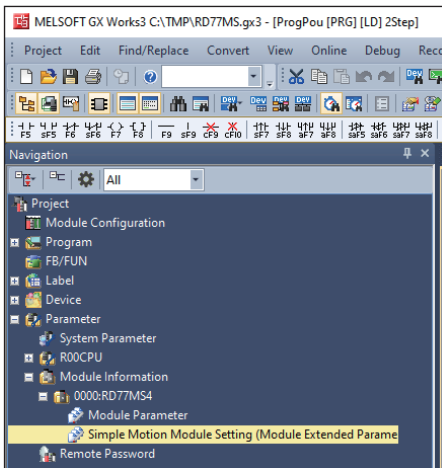 MELSOFT GX Works3 C:\TMP\RD77MS.gx3 - [ProgPou [PRG] [LD] 2Step]
Project Edit Find/Replace Convert View Online Debug Reco
F5 sF5 F6 sF6 F7 F8 F9 sF9 cF9 cF10 sF7 sF8 aF7 aF8 saF5 saF6 saF7 saF8
Navigation
All
Project
Module Configuration
Program
FB/FUN
Label
Device
Parameter
System Parameter
R00CPU
Module Information
0000:RD77MS4
Module Parameter
Simple Motion Module Setting (Module Extended Parame
Remote Password